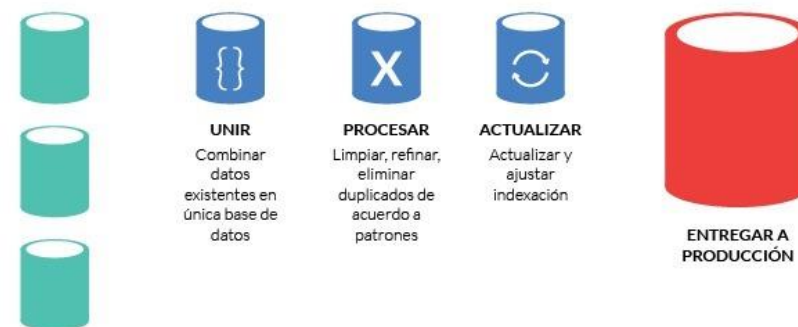 {}
UNIR
Combinar
datos
existentes en
única base de
datos
X
PROCESAR
Limpiar, refinar,
eliminar
duplicados de
acuerdo a
patrones
ACTUALIZAR
Actualizar y
ajustar
indexación
ENTREGAR A
PRODUCCIÓN